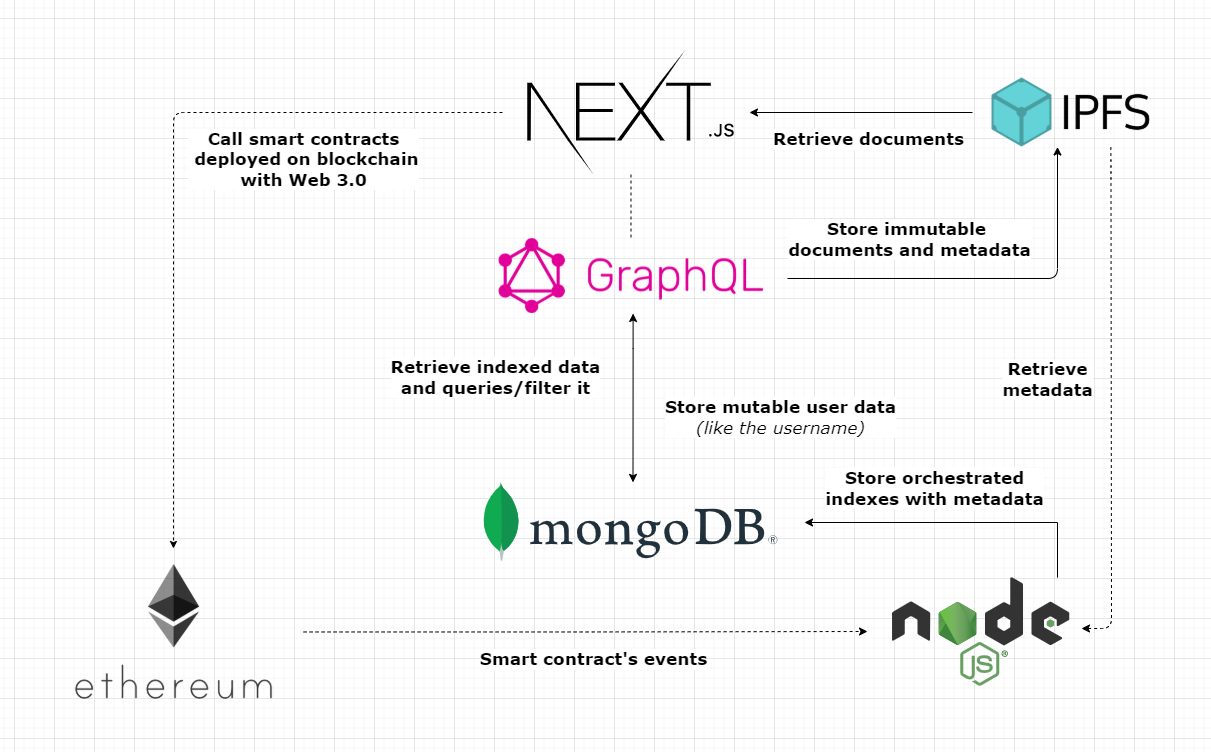 NEXT
.JS
IPFS
Call smart contracts
deployed on blockchain
with Web 3.0
Retrieve documents
Store immutable
documents and metadata
GraphQL
Retrieve indexed data
and queries/filter it
Retrieve
metadata
Store mutable user data
(like the username)
Store orchestrated
indexes with metadata
mongoDB®
node
JS®
ethereum
Smart contract's events